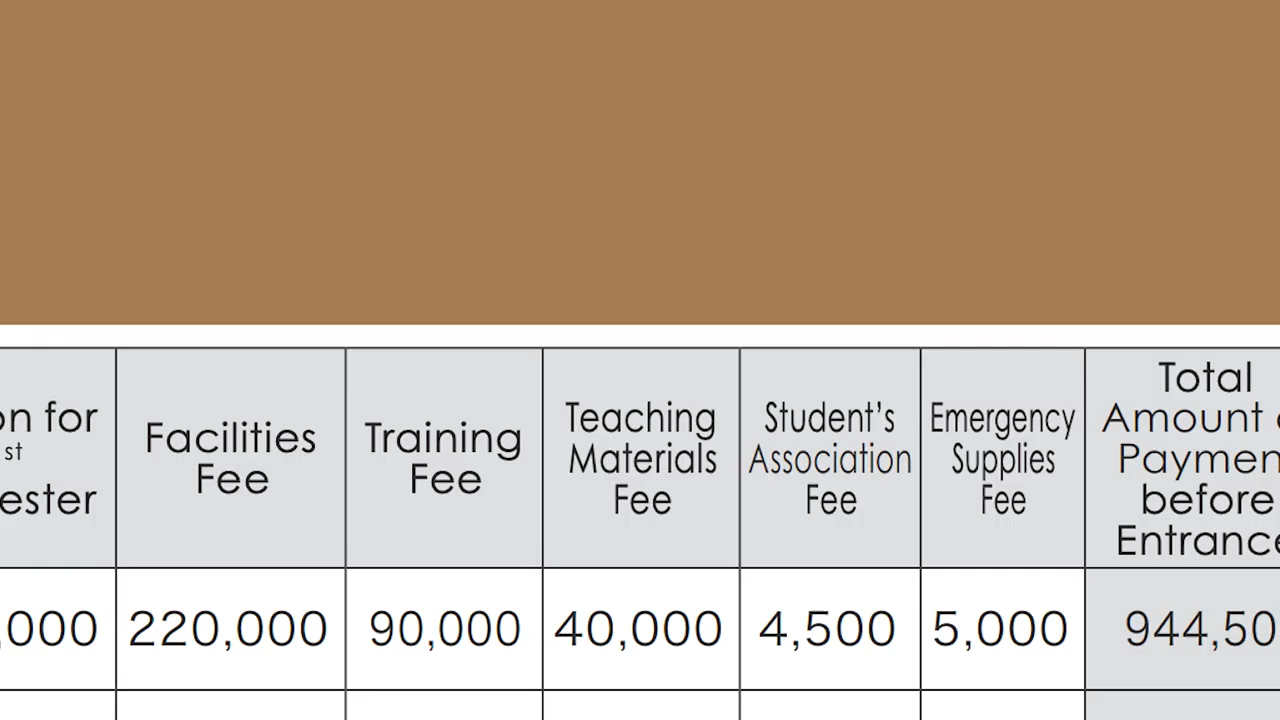 on for
st
ester
Facilities
Fee
Training
Fee
Teaching
Materials
Fee
Student's
Association
Fee
Emergency
Supplies
Fee
Total
Amount
Paymen
before
Entrance
,000 220,000 90,000 40,000 4,500 5,000 944,50